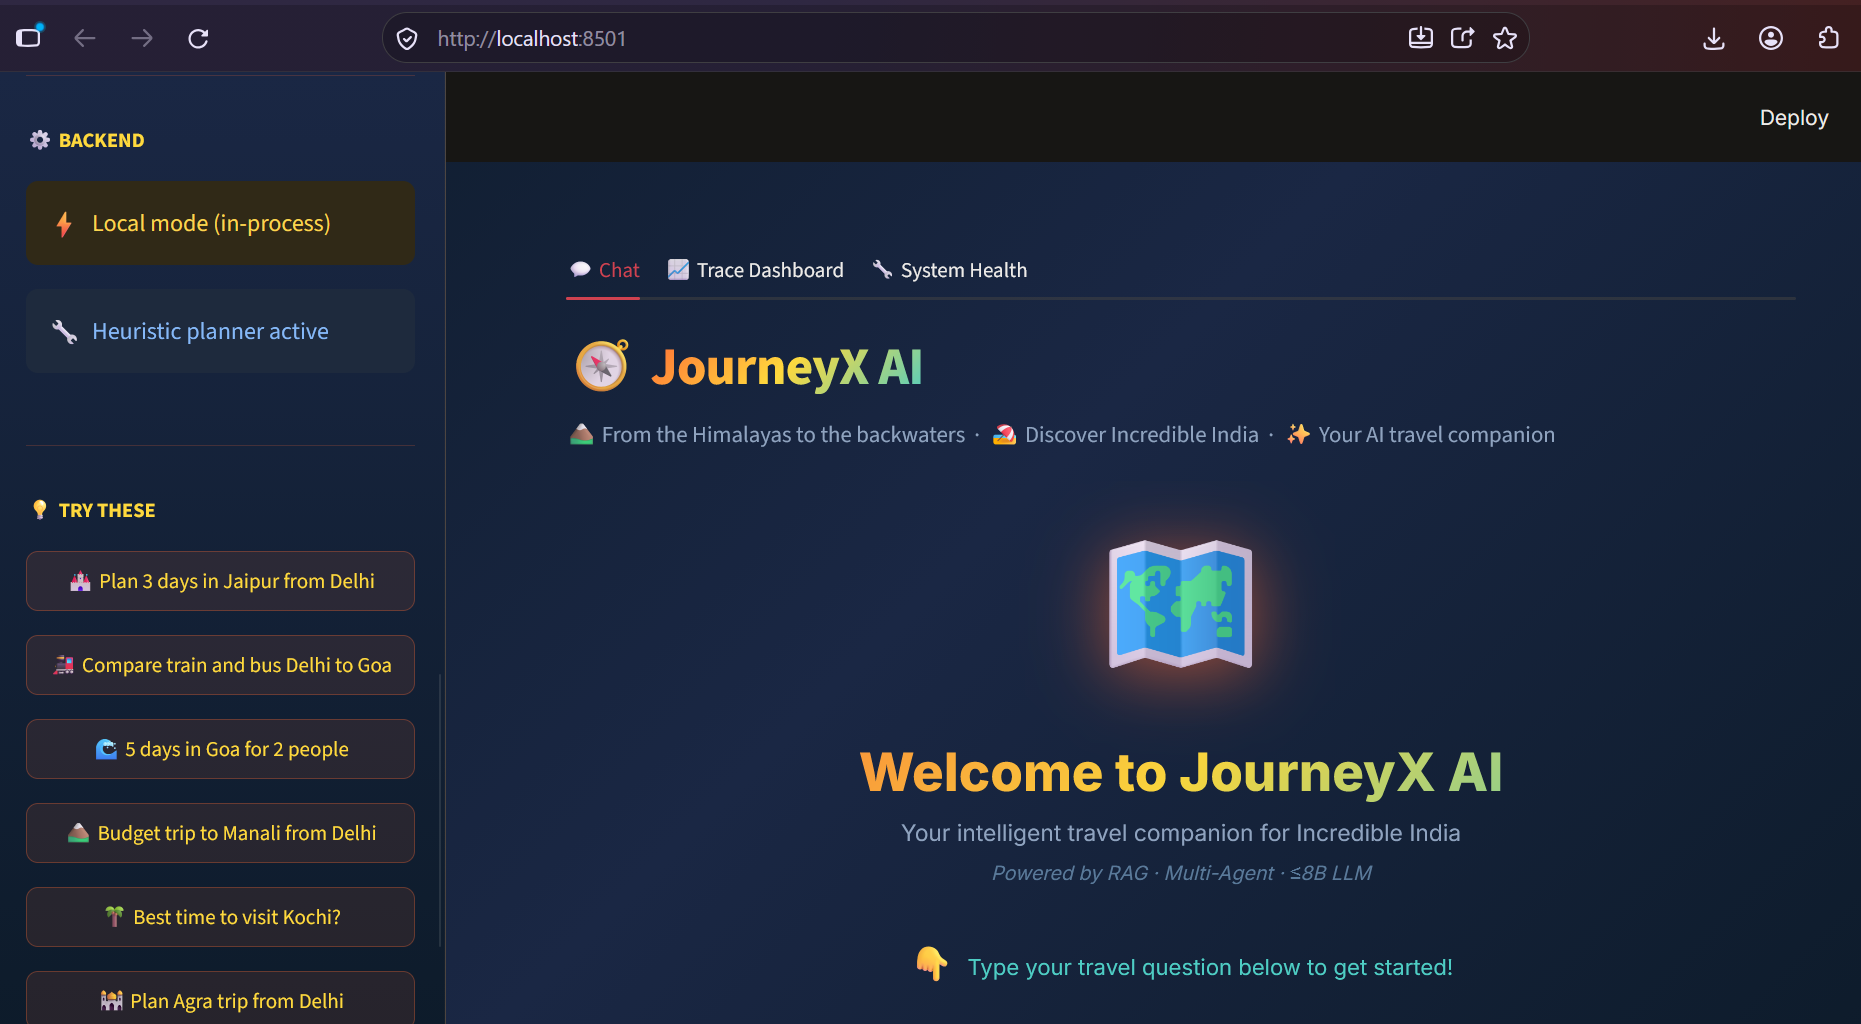 http://localhost:8501
BACKEND
Local mode (in-process)
Heuristic planner active
TRY THESE
Plan 3 days in Jaipur from Delhi
Compare train and bus Delhi to Goa
5 days in Goa for 2 people
Budget trip to Manali from Delhi
Best time to visit Kochi?
Plan Agra trip from Delhi
Deploy
Chat Trace Dashboard System Health
JourneyX AI
From the Himalayas to the backwaters · Discover Incredible India · Your AI travel companion
Welcome to JourneyX AI
Your intelligent travel companion for Incredible India
Powered by RAG · Multi-Agent · ≤8B LLM
Type your travel question below to get started!